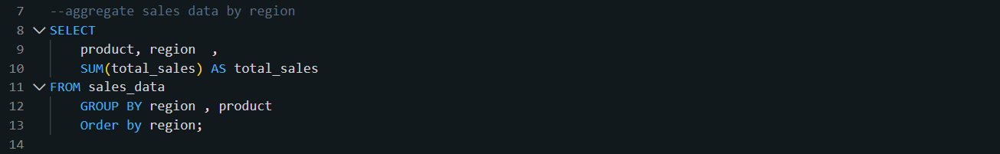 7 --aggregate sales data by region
8 SELECT
9 product, region  ,
10 SUM(total_sales) AS total_sales
11 FROM sales_data
12 GROUP BY region , product
13 Order by region;
14